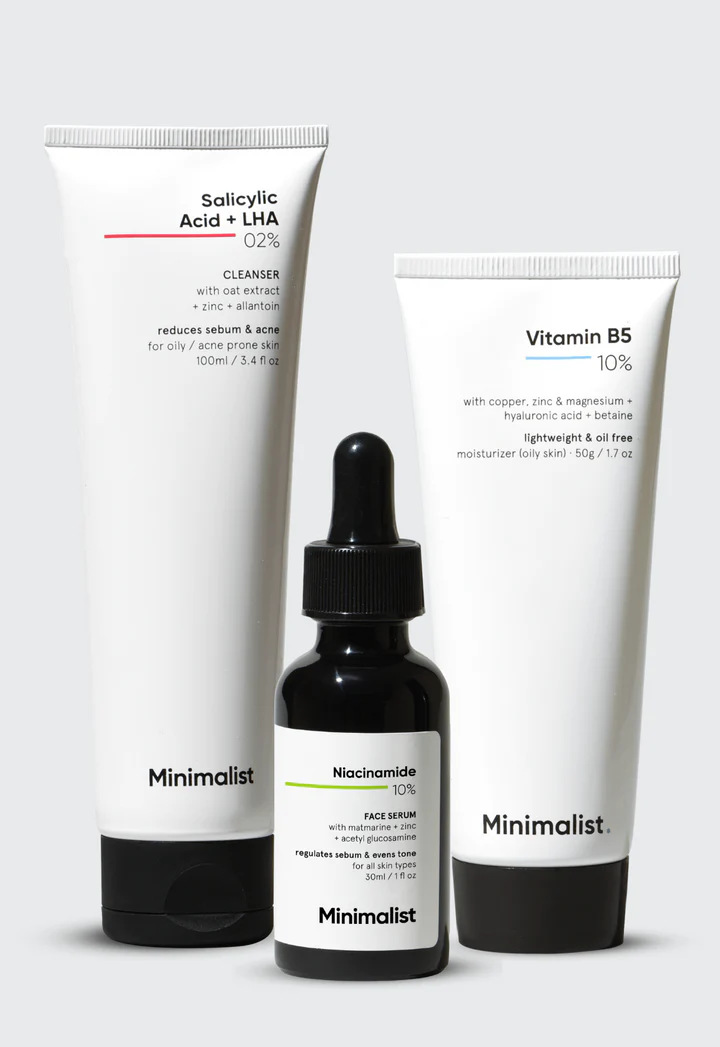 Salicylic
Acid + LHA
02%
CLEANSER
with oat extract
+ zinc + allantoin
reduces sebum & acne
for oily / acne prone skin
100ml / 3.4 fl oz
Minimalist
Vitamin B5
10%
with copper, zinc & magnesium +
hyaluronic acid + betaine
lightweight & oil free
moisturizer (oily skin) · 50g / 1.7 oz
Minimalist®
Niacinamide
10%
FACE SERUM
with matmarine + zinc
+ acetyl glucosamine
regulates sebum & evens tone
for all skin types
30ml / 1 fl oz
Minimalist